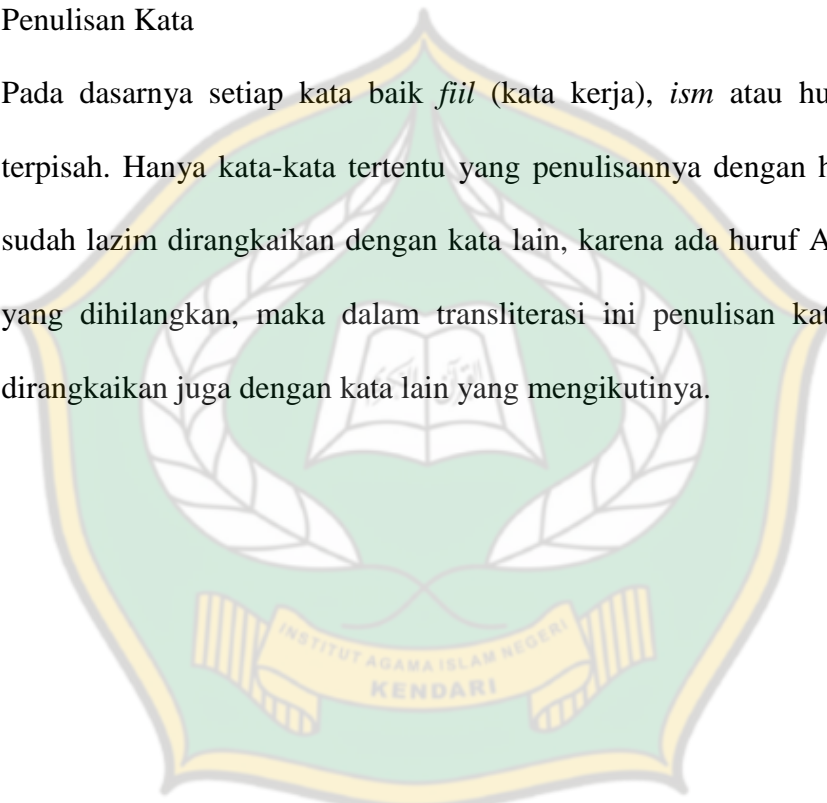 Penulisan Kata
Pada dasarnya setiap kata baik fiil (kata kerja), ism atau hu
terpisah. Hanya kata-kata tertentu yang penulisannya dengan h
sudah lazim dirangkaikan dengan kata lain, karena ada huruf A
yang dihilangkan, maka dalam transliterasi ini penulisan kat
dirangkaikan juga dengan kata lain yang mengikutinya.
INSTITUT AGAMA ISLAM NEGERI
KENDARI